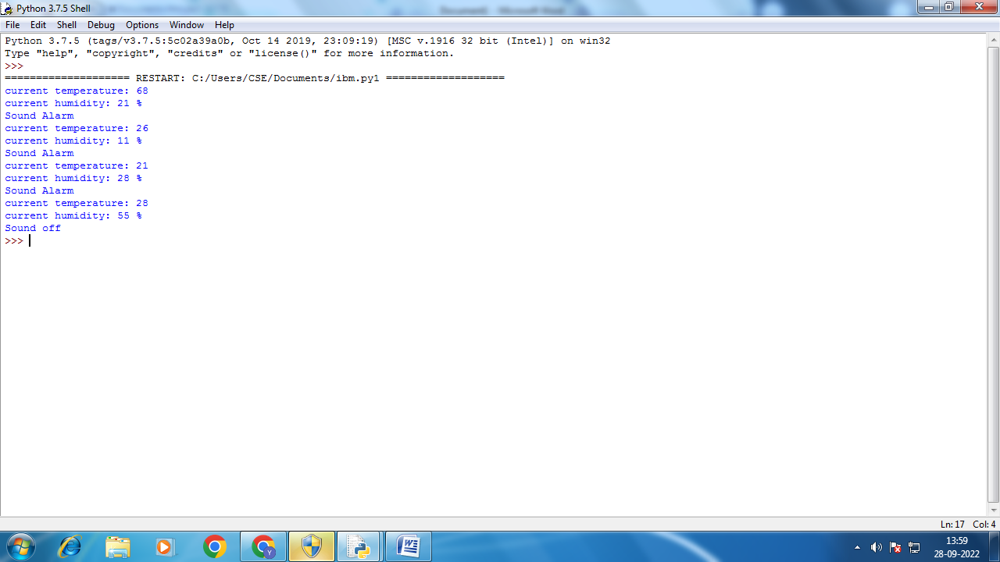 Python 3.7.5 Shell
File Edit Shell Debug Options Window Help
Python 3.7.5 (tags/v3.7.5:5c02a39a0b, Oct 14 2019, 23:09:19) [MSC v.1916 32 bit (Intel)] on win32
Type "help", "copyright", "credits" or "license()" for more information.
>>>
==================== RESTART: C:/Users/CSE/Documents/ibm.py1 ===================
current temperature: 68
current humidity: 21 %
Sound Alarm
current temperature: 26
current humidity: 11 %
Sound Alarm
current temperature: 21
current humidity: 28 %
Sound Alarm
current temperature: 28
current humidity: 55 %
Sound off
>>>
Ln: 17 Col: 4
13:59
28-09-2022